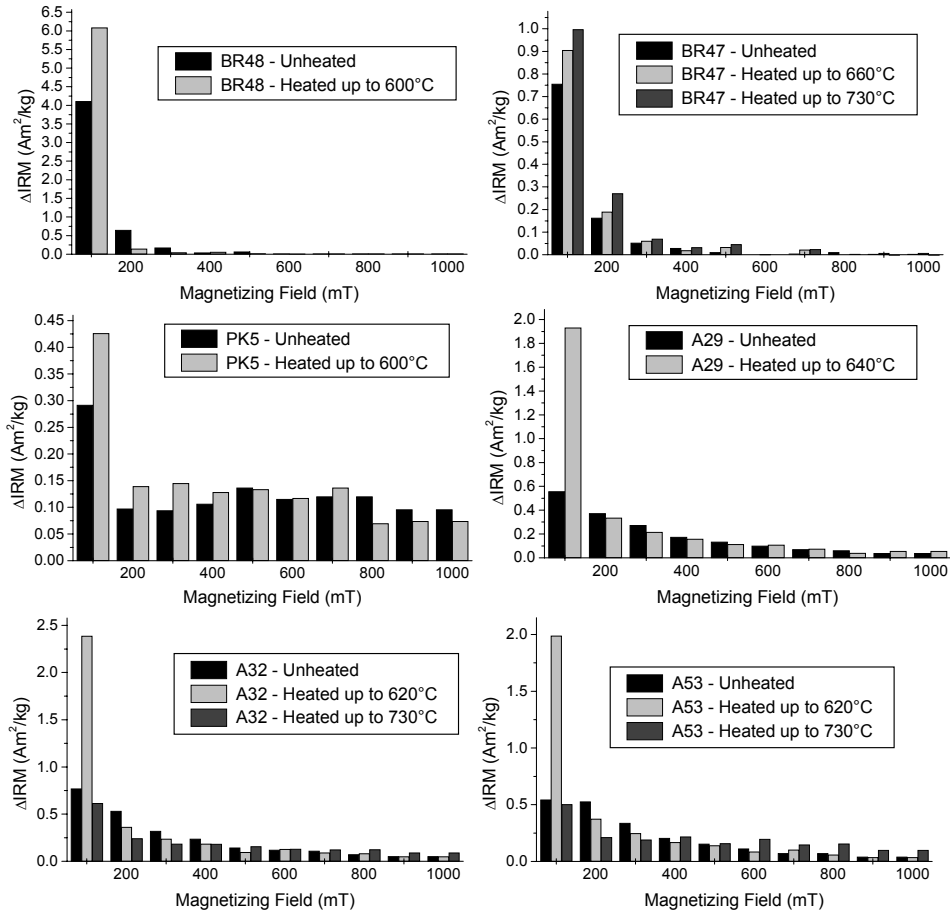 BR48 - Unheated
BR48 - Heated up to 600°C
6.5
6.0
5.5
5.0
4.5
4.0
3.5
3.0
2.5
2.0
1.5
1.0
0.5
0.0
ΔIRM (Am²/kg)
200 400 600 800 1000
Magnetizing Field (mT)
BR47 - Unheated
BR47 - Heated up to 660°C
BR47 - Heated up to 730°C
1.0
0.9
0.8
0.7
0.6
0.5
0.4
0.3
0.2
0.1
0.0
ΔIRM (Am²/kg)
200 400 600 800 1000
Magnetizing Field (mT)
PK5 - Unheated
PK5 - Heated up to 600°C
0.45
0.40
0.35
0.30
0.25
0.20
0.15
0.10
0.05
0.00
ΔIRM (Am²/kg)
200 400 600 800 1000
Magnetizing Field (mT)
A29 - Unheated
A29 - Heated up to 640°C
2.0
1.8
1.6
1.4
1.2
1.0
0.8
0.6
0.4
0.2
0.0
ΔIRM (Am²/kg)
200 400 600 800 1000
Magnetizing Field (mT)
A32 - Unheated
A32 - Heated up to 620°C
A32 - Heated up to 730°C
2.5
2.0
1.5
1.0
0.5
0.0
ΔIRM (Am²/kg)
200 400 600 800 1000
Magnetizing Field (mT)
A53 - Unheated
A53 - Heated up to 620°C
A53 - Heated up to 730°C
2.0
1.5
1.0
0.5
0.0
ΔIRM (Am²/kg)
200 400 600 800 1000
Magnetizing Field (mT)